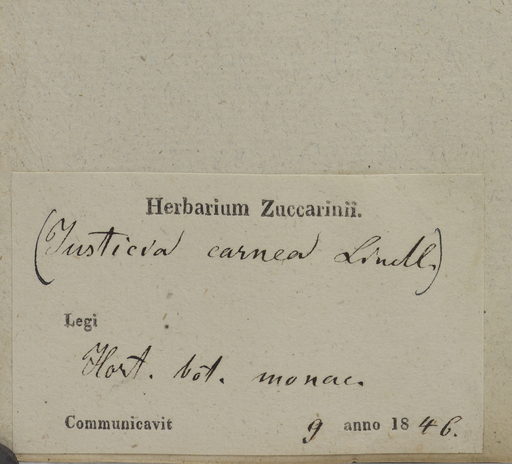 Herbarium Zuccarinii.
(Justicia carnea Lindl.)
Legi
Hort. bot. monac.
Communicavit 9 anno 1846.